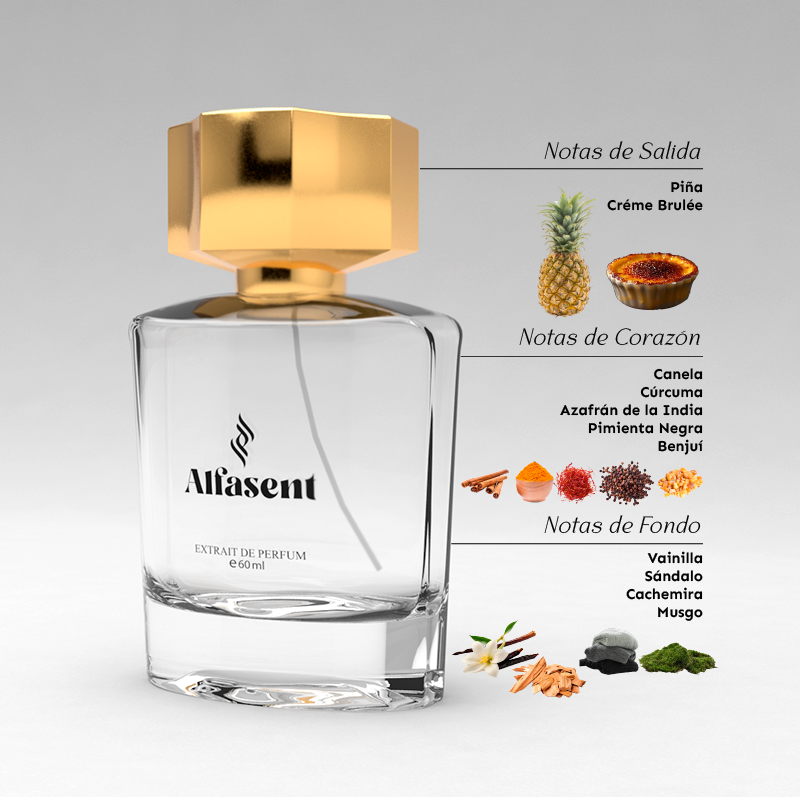 Notas de Salida
Piña
Créme Brulée
Notas de Corazón
Canela
Cúrcuma
Azafrán de la India
Pimienta Negra
Benjuí
Notas de Fondo
Vainilla
Sándalo
Cachemira
Musgo
Alfasent
EXTRAIT DE PERFUM
e60ml